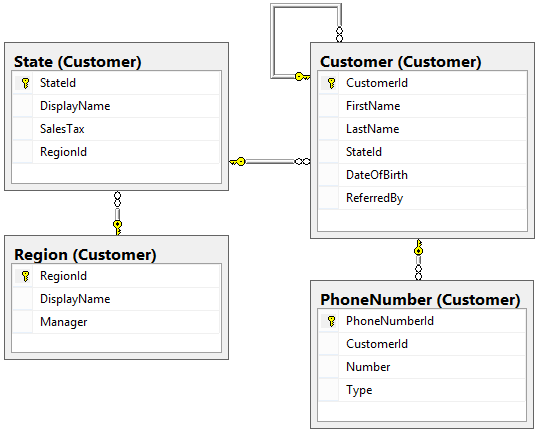 State (Customer)
StateId
DisplayName
SalesTax
RegionId
Customer (Customer)
CustomerId
FirstName
LastName
StateId
DateOfBirth
ReferredBy
Region (Customer)
RegionId
DisplayName
Manager
PhoneNumber (Customer)
PhoneNumberId
CustomerId
Number
Type